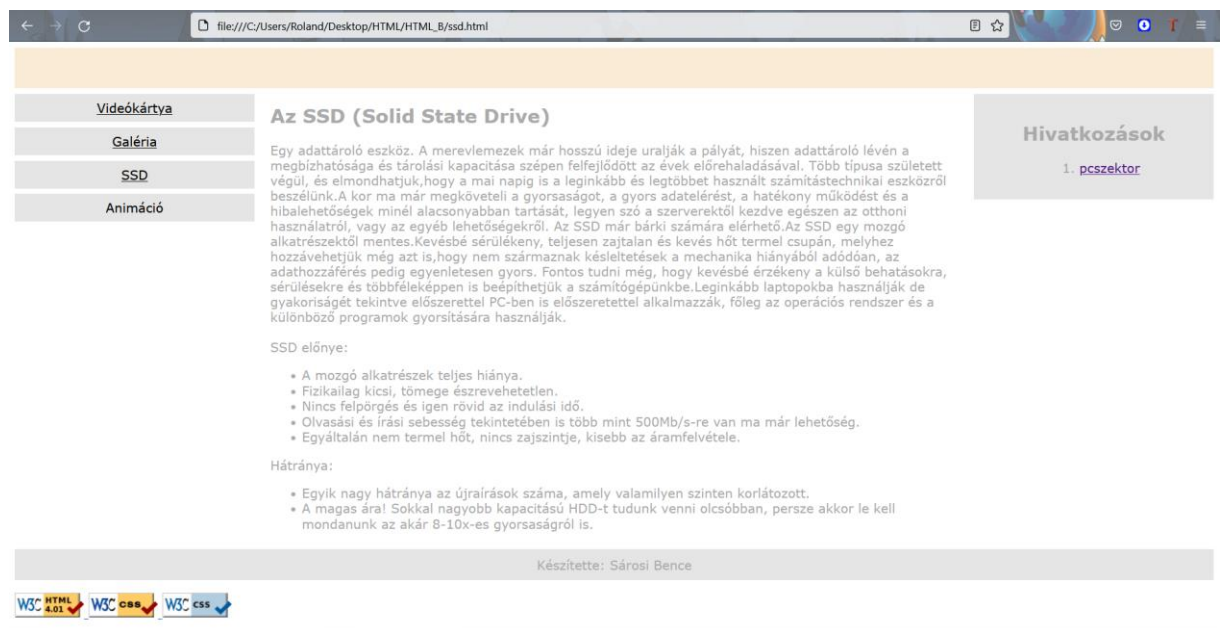 file:///C:/Users/Roland/Desktop/HTML/HTML_8/ssd.html
Videókártya
Galéria
SSD
Animáció
Az SSD (Solid State Drive)
Egy adattároló eszköz. A merevlemezek már hosszú ideje uralják a pályát, hiszen adattároló lévén a
megbízhatósága és tárolási kapacitása szépen felfejlődött az évek előrehaladásával. Több típusa született
végül, és elmondhatjuk,hogy a mai napig is a leginkább és legtöbbet használt számítástechnikai eszközről
beszélünk.A kor ma már megköveteli a gyorsaságot, a gyors adatelérést, a hatékony működést és a
hibalehetőségek minél alacsonyabban tartását, legyen szó a szerverektől kezdve egészen az otthoni
használatról, vagy az egyéb lehetőségekről. Az SSD már bárki számára elérhető.Az SSD egy mozgó
alkatrészektől mentes.Kevésbé sérülékeny, teljesen zajtalan és kevés hőt termel csupán, melyhez
hozzávehetjük még azt is,hogy nem származnak késleltetések a mechanika hiányából adódóan, az
adathozzáférés pedig egyenletesen gyors. Fontos tudni még, hogy kevésbé érzékeny a külső behatásokra,
sérülésekre és többféleképpen is beépíthetjük a számítógépünkbe.Leginkább laptopokba használják de
gyakoriságét tekintve előszerettel PC-ben is előszeretettel alkalmazzák, főleg az operációs rendszer és a
különböző programok gyorsítására használják.
SSD előnye:
• A mozgó alkatrészek teljes hiánya.
• Fizikailag kicsi, tömege észrevehetetlen.
• Nincs felpörgés és igen rövid az indulási idő.
• Olvasási és írási sebesség tekintetében is több mint 500Mb/s-re van ma már lehetőség.
• Egyáltalán nem termel hőt, nincs zajszintje, kisebb az áramfelvétele.
Hátránya:
• Egyik nagy hátránya az újraírások száma, amely valamilyen szinten korlátozott.
• A magas ára! Sokkal nagyobb kapacitású HDD-t tudunk venni olcsóbban, persze akkor le kell
mondanunk az akár 8-10x-es gyorsaságról is.
Hivatkozások
1. pcszektor
Készítette: Sárosi Bence
W3C HTML 4.01
W3C css
W3C css